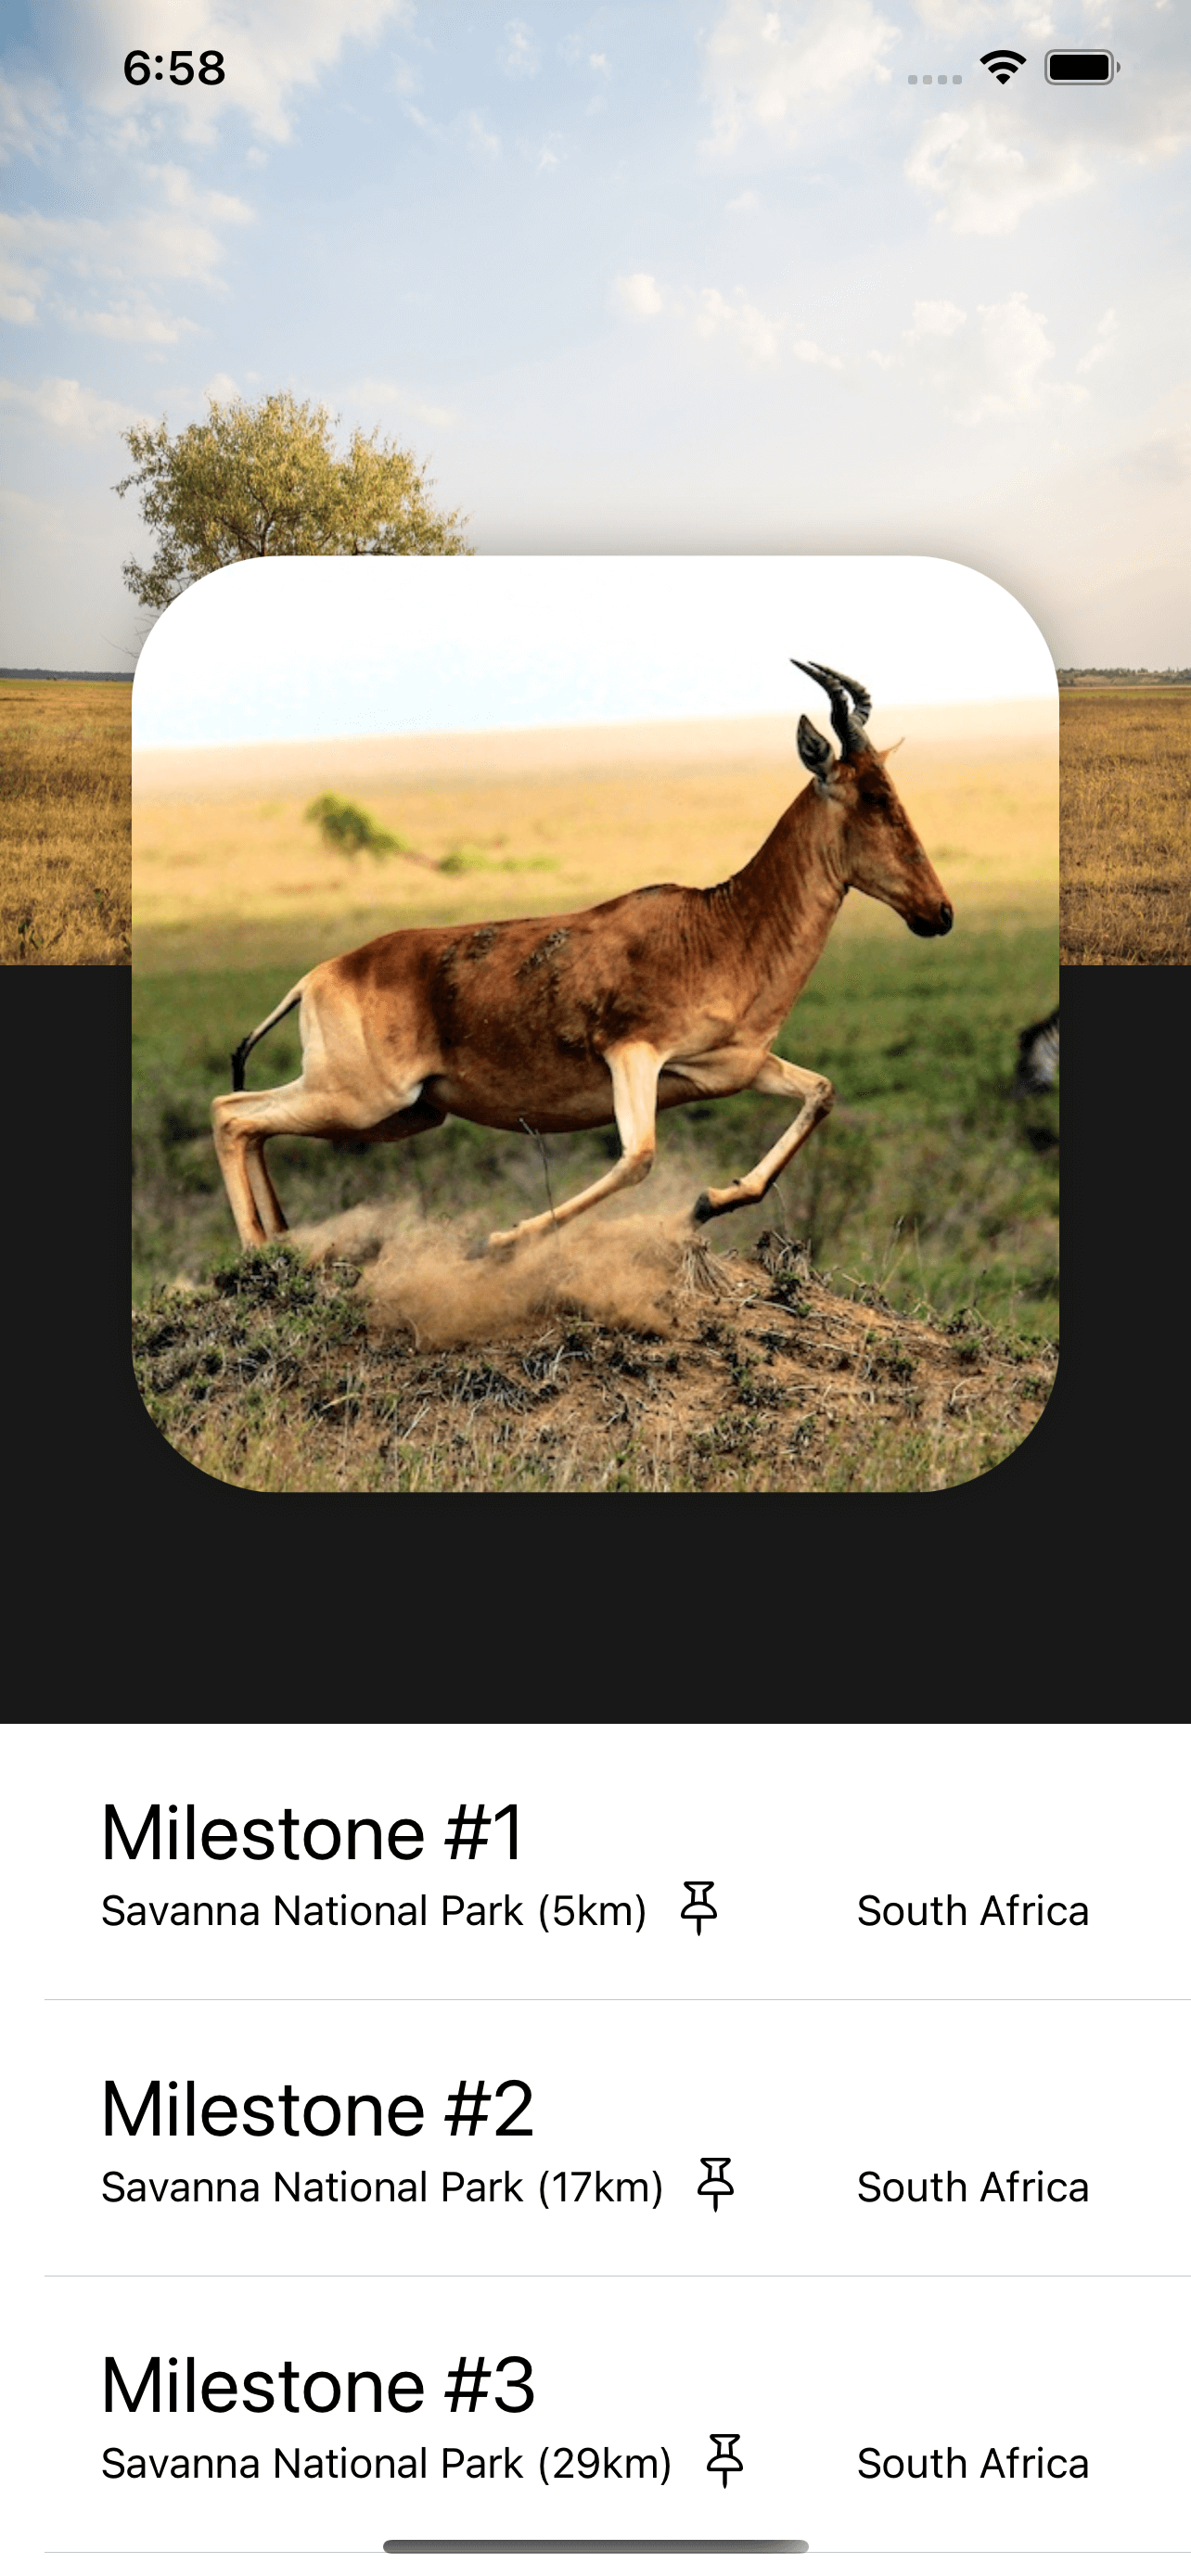 6:58
Milestone #1
Savanna National Park (5km) South Africa
Milestone #2
Savanna National Park (17km) South Africa
Milestone #3
Savanna National Park (29km) South Africa